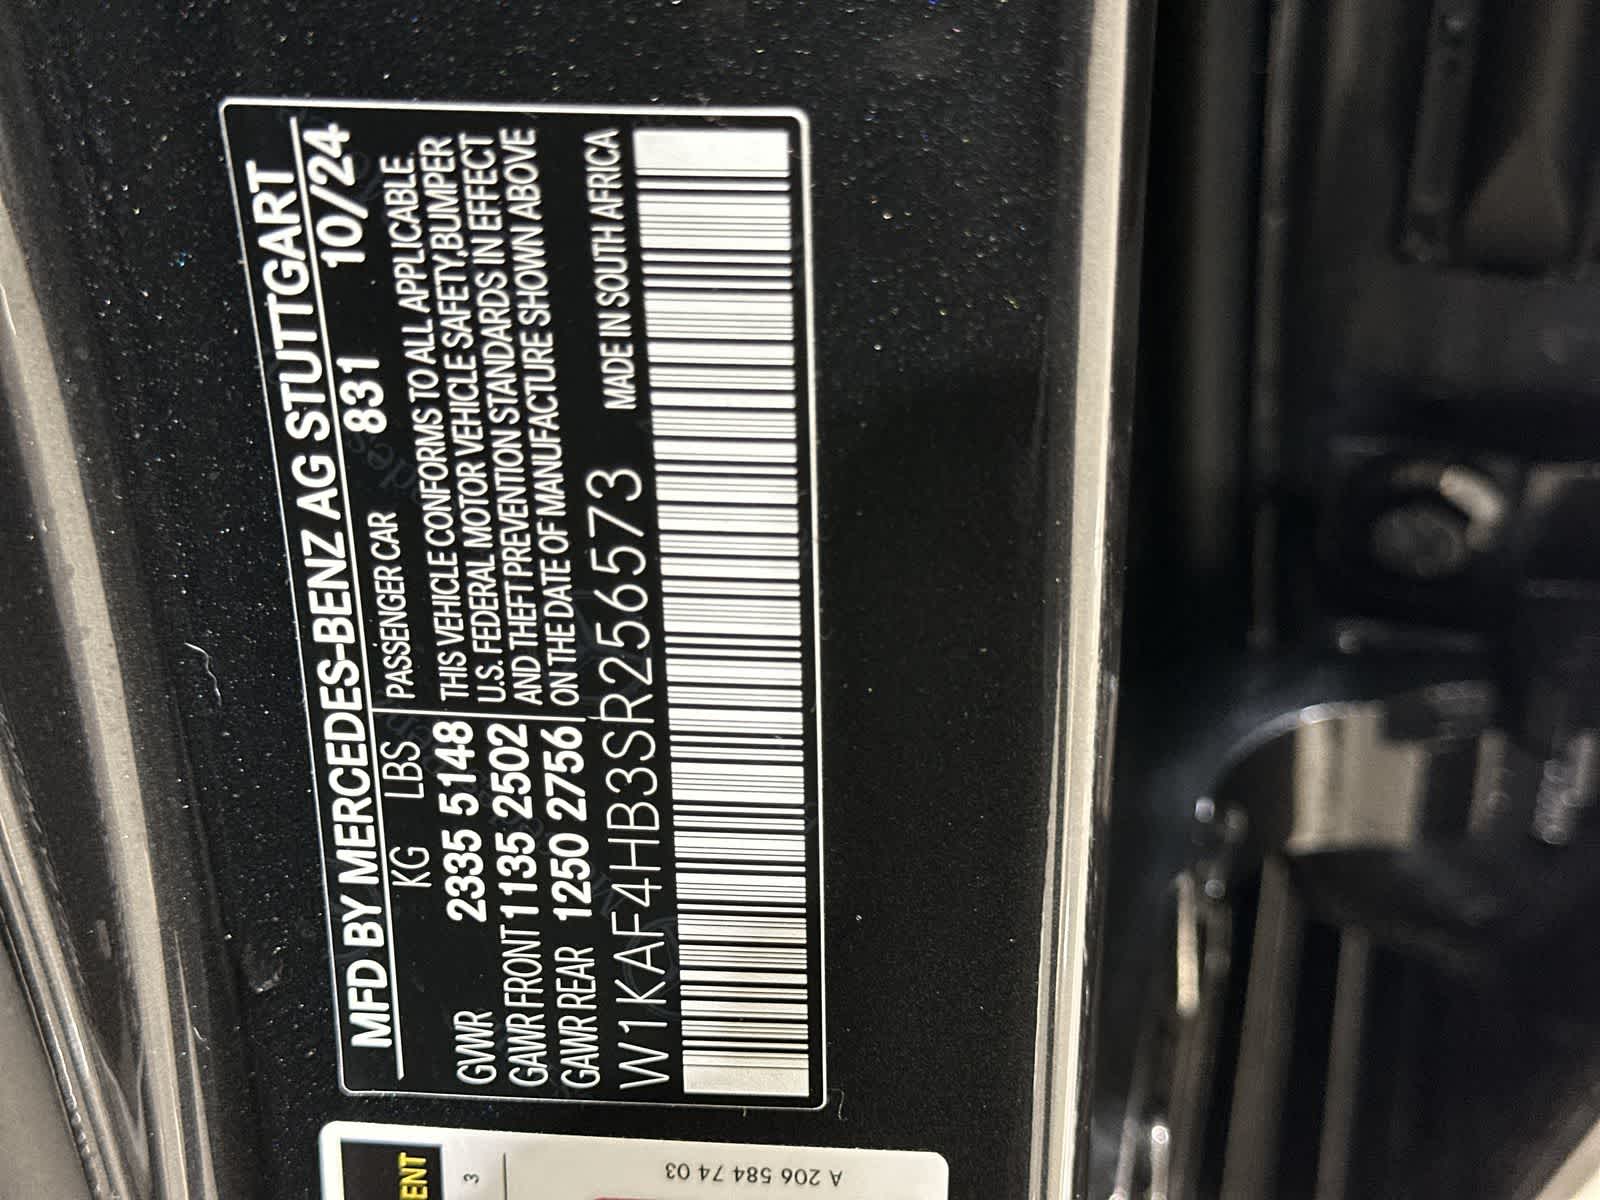 MFD BY MERCEDES-BENZ AG STUTTGART
KG LBS PASSENGER CAR 831 10/24
GVWR 2335 5148 THIS VEHICLE CONFORMS TO ALL APPLICABLE.
GAWR FRONT 1135 2502 U.S. FEDERAL MOTOR VEHICLE SAFETY, BUMPER
GAWR REAR 1250 2756 AND THEFT PREVENTION STANDARDS IN EFFECT
ON THE DATE OF MANUFACTURE SHOWN ABOVE
W1KAF4HB3SR256573 MADE IN SOUTH AFRICA
ENT
3
A 206 584 74 03